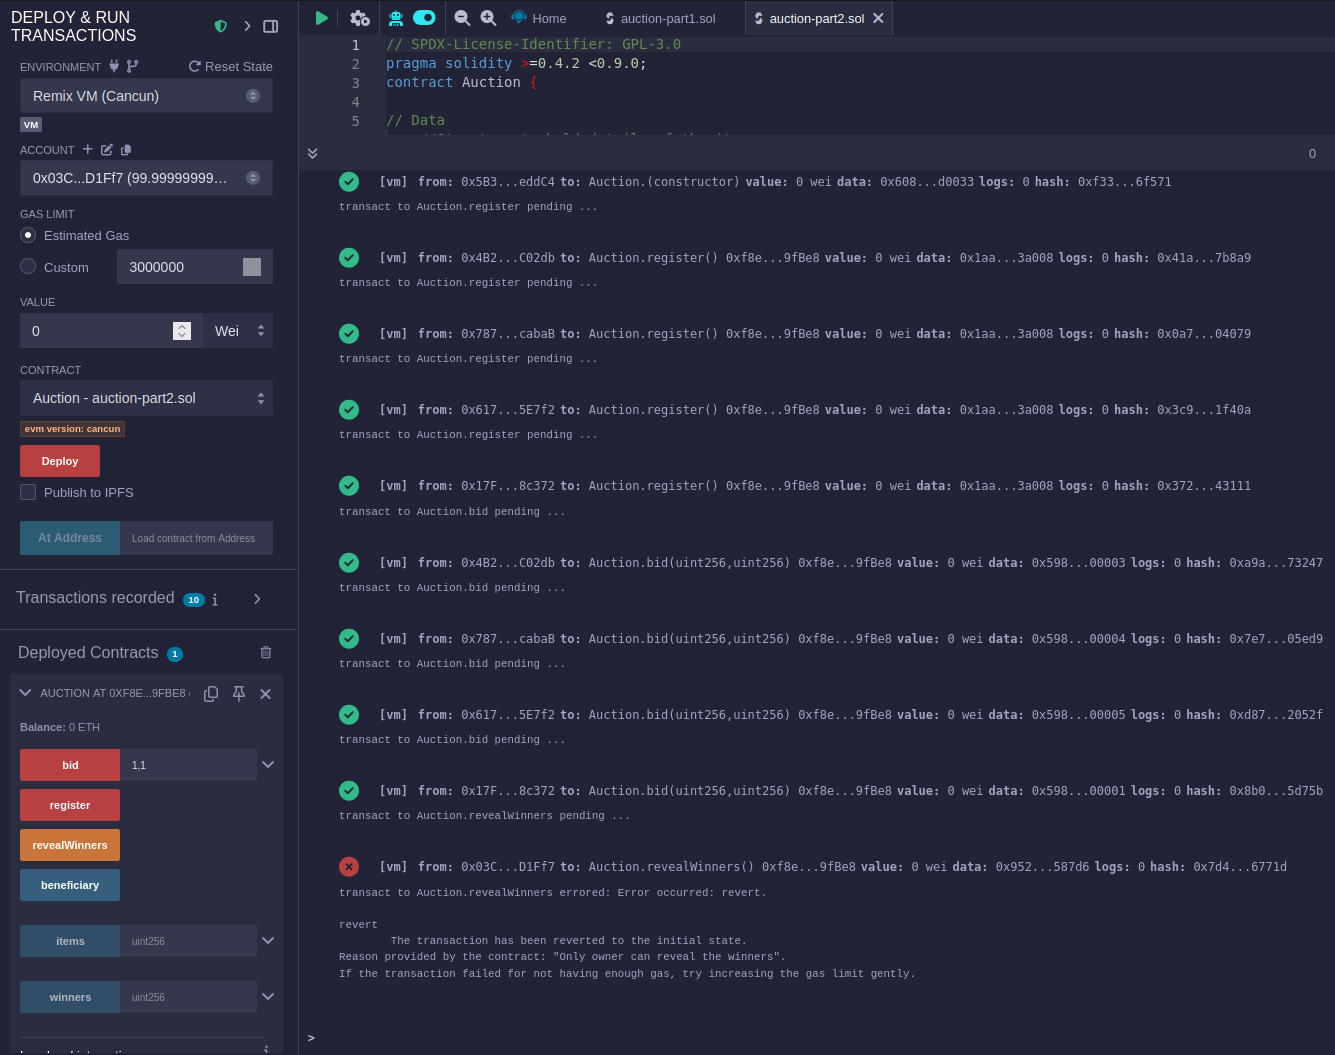 DEPLOY & RUN
TRANSACTIONS
ENVIRONMENT
Reset State
Remix VM (Cancun)
VM
ACCOUNT
0x03C...D1Ff7 (99.99999999...
GAS LIMIT
Estimated Gas
Custom
3000000
VALUE
0
Wei
CONTRACT
Auction - auction-part2.sol
evm version: cancun
Deploy
Publish to IPFS
At Address
Load contract from Address
Transactions recorded 10
Deployed Contracts 1
AUCTION AT 0XF8E...9FBE8
Balance: 0 ETH
bid
1,1
register
revealWinners
beneficiary
items
uint256
winners
uint256
Home
auction-part1.sol
auction-part2.sol
1 // SPDX-License-Identifier: GPL-3.0
2 pragma solidity >=0.4.2 <0.9.0;
3 contract Auction {
4
5 // Data
0
[vm] from: 0x5B3...eddC4 to: Auction.(constructor) value: 0 wei data: 0x608...d0033 logs: 0 hash: 0xf33...6f571
transact to Auction.register pending ...
[vm] from: 0x4B2...C02db to: Auction.register() 0xf8e...9fBe8 value: 0 wei data: 0x1aa...3a008 logs: 0 hash: 0x41a...7b8a9
transact to Auction.register pending ...
[vm] from: 0x787...cabaB to: Auction.register() 0xf8e...9fBe8 value: 0 wei data: 0x1aa...3a008 logs: 0 hash: 0x0a7...04079
transact to Auction.register pending ...
[vm] from: 0x617...5E7f2 to: Auction.register() 0xf8e...9fBe8 value: 0 wei data: 0x1aa...3a008 logs: 0 hash: 0x3c9...1f40a
transact to Auction.register pending ...
[vm] from: 0x17F...8c372 to: Auction.register() 0xf8e...9fBe8 value: 0 wei data: 0x1aa...3a008 logs: 0 hash: 0x372...43111
transact to Auction.bid pending ...
[vm] from: 0x4B2...C02db to: Auction.bid(uint256,uint256) 0xf8e...9fBe8 value: 0 wei data: 0x598...00003 logs: 0 hash: 0xa9a...73247
transact to Auction.bid pending ...
[vm] from: 0x787...cabaB to: Auction.bid(uint256,uint256) 0xf8e...9fBe8 value: 0 wei data: 0x598...00004 logs: 0 hash: 0x7e7...05ed9
transact to Auction.bid pending ...
[vm] from: 0x617...5E7f2 to: Auction.bid(uint256,uint256) 0xf8e...9fBe8 value: 0 wei data: 0x598...00005 logs: 0 hash: 0xd87...2052f
transact to Auction.bid pending ...
[vm] from: 0x17F...8c372 to: Auction.bid(uint256,uint256) 0xf8e...9fBe8 value: 0 wei data: 0x598...00001 logs: 0 hash: 0x8b0...5d75b
transact to Auction.revealWinners pending ...
[vm] from: 0x03C...D1Ff7 to: Auction.revealWinners() 0xf8e...9fBe8 value: 0 wei data: 0x952...587d6 logs: 0 hash: 0x7d4...6771d
transact to Auction.revealWinners errored: Error occurred: revert.
revert
The transaction has been reverted to the initial state.
Reason provided by the contract: "Only owner can reveal the winners".
If the transaction failed for not having enough gas, try increasing the gas limit gently.
>